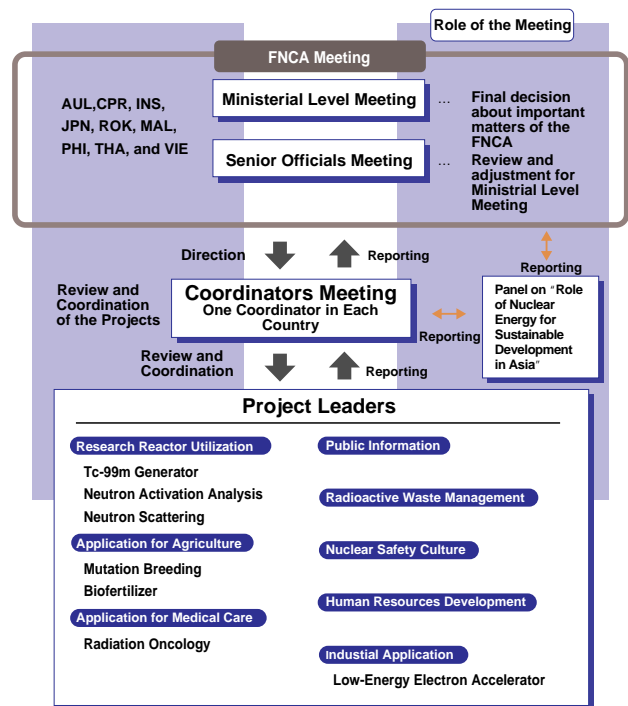 Role of the Meeting
FNCA Meeting
AUL,CPR, INS,
JPN, ROK, MAL,
PHI, THA, and VIE
Ministerial Level Meeting
...
Final decision
about important
matters of the
FNCA
Senior Officials Meeting
...
Review and
adjustment for
Ministrial Level
Meeting
Direction
Reporting
Reporting
Review and
Coordination
of the Projects
Coordinators Meeting
One Coordinator in Each
Country
Reporting
Panel on “Role
of Nuclear
Energy for
Sustainable
Development
in Asia”
Review and
Coordination
Reporting
Project Leaders
Research Reactor Utilization
Tc-99m Generator
Neutron Activation Analysis
Neutron Scattering
Application for Agriculture
Mutation Breeding
Biofertilizer
Application for Medical Care
Radiation Oncology
Public Information
Radioactive Waste Management
Nuclear Safety Culture
Human Resources Development
Industial Application
Low-Energy Electron Accelerator